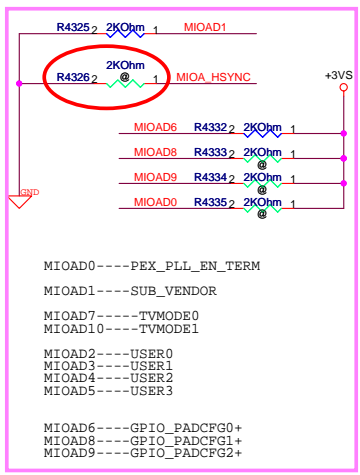 R4325 2 2KOhm 1 MIOAD1
2KOhm
R4326 2 @ 1 MIOA_HSYNC
+3VS
MIOAD6 R4332 2 2KOhm 1
MIOAD8 R4333 2 2KOhm 1
@
MIOAD9 R4334 2 2KOhm 1
@
MIOAD0 R4335 2 2KOhm 1
@
GND
MIOAD0----PEX_PLL_EN_TERM
MIOAD1----SUB_VENDOR
MIOAD7-----TVMODE0
MIOAD10----TVMODE1
MIOAD2----USER0
MIOAD3----USER1
MIOAD4----USER2
MIOAD5----USER3
MIOAD6----GPIO_PADCFG0+
MIOAD8----GPIO_PADCFG1+
MIOAD9----GPIO_PADCFG2+